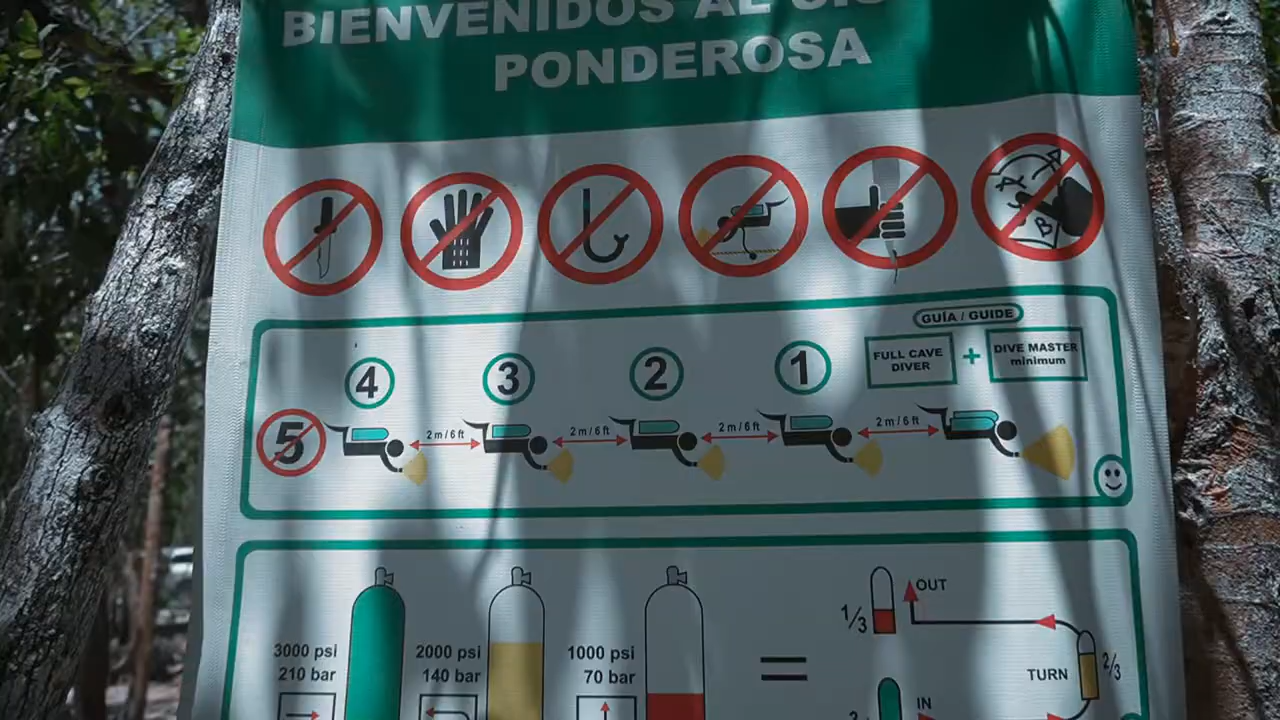 BIENVENIDOS AL
PONDEROSA
B
GUÍA / GUIDE
FULL CAVE
DIVER
+
DIVE MASTER
minimum
4
3
2
1
5
2 m / 6 ft
2 m / 6 ft
2 m / 6 ft
2 m / 6 ft
3000 psi
210 bar
2000 psi
140 bar
1000 psi
70 bar
=
1/3
OUT
TURN
2/3
IN